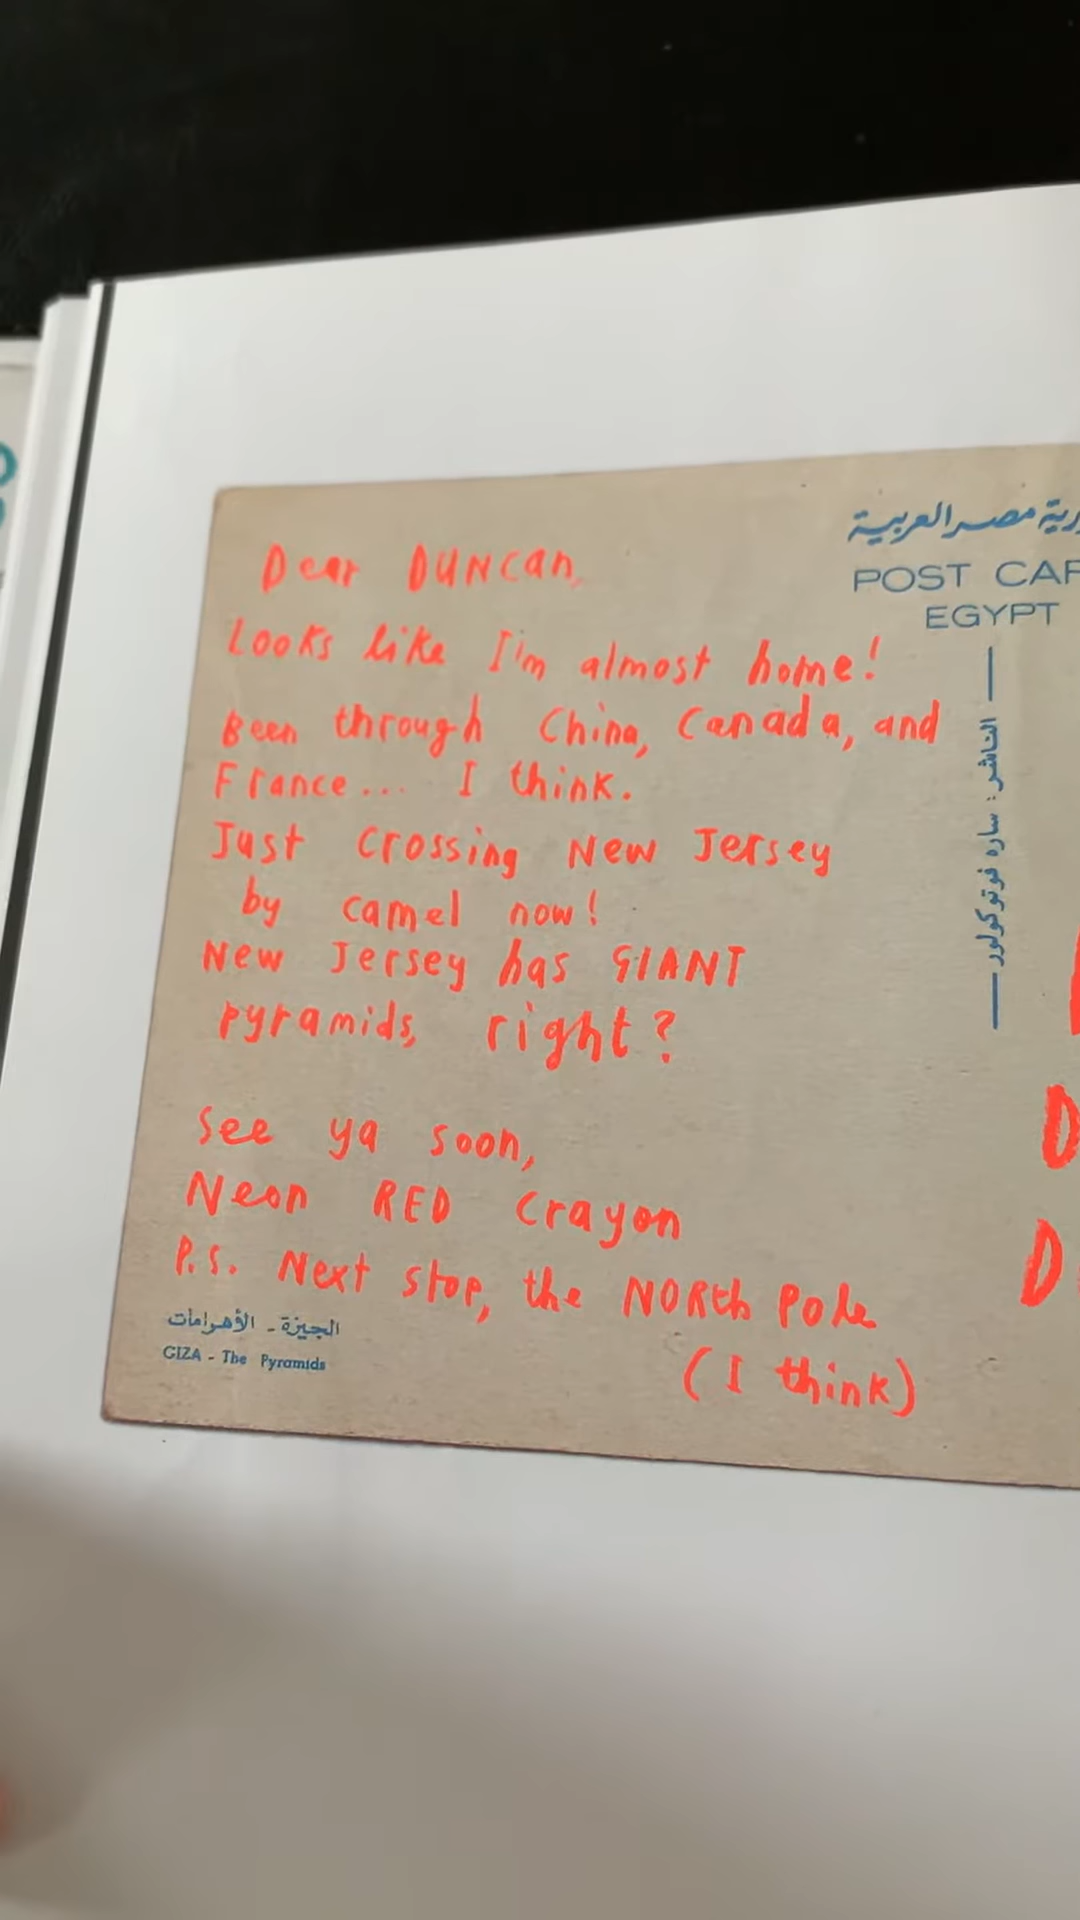 Dear DUNCan,
Looks like I'm almost home!
Been through China, Canada, and
France... I think.
Just crossing New Jersey
by camel now!
New Jersey has GIANT
pyramids, right?
See ya soon,
Neon RED Crayon
P.S. Next stop, the NORth Pole
(I think)
الجيزة - الأهرامات
GIZA - The Pyramids
مصر العربية
POST
EGYPT
الناشر: ساره فوتوكولور